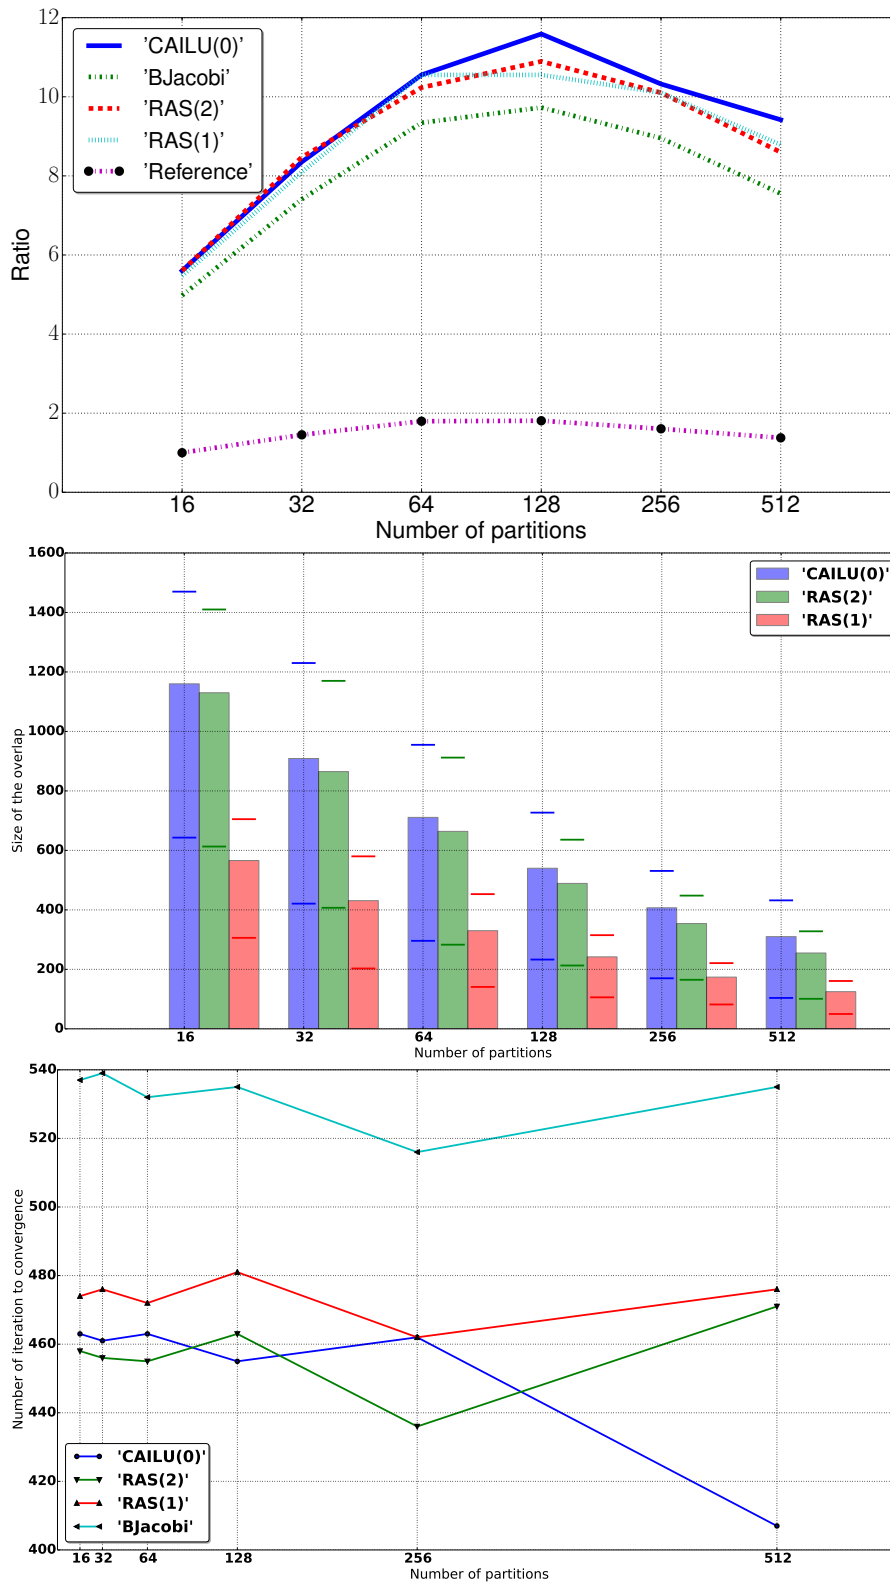 12
10
8
6
4
2
0
Ratio
'CAILU(0)'
'BJacobi'
'RAS(2)'
'RAS(1)'
'Reference'
16 32 64 128 256 512
Number of partitions
1600
1400
1200
1000
800
600
400
200
0
Size of the overlap
'CAILU(0)'
'RAS(2)'
'RAS(1)'
16 32 64 128 256 512
Number of partitions
540
520
500
480
460
440
420
400
Number of iteration to convergence
'CAILU(0)'
'RAS(2)'
'RAS(1)'
'BJacobi'
16 32 64 128 256 512
Number of partitions